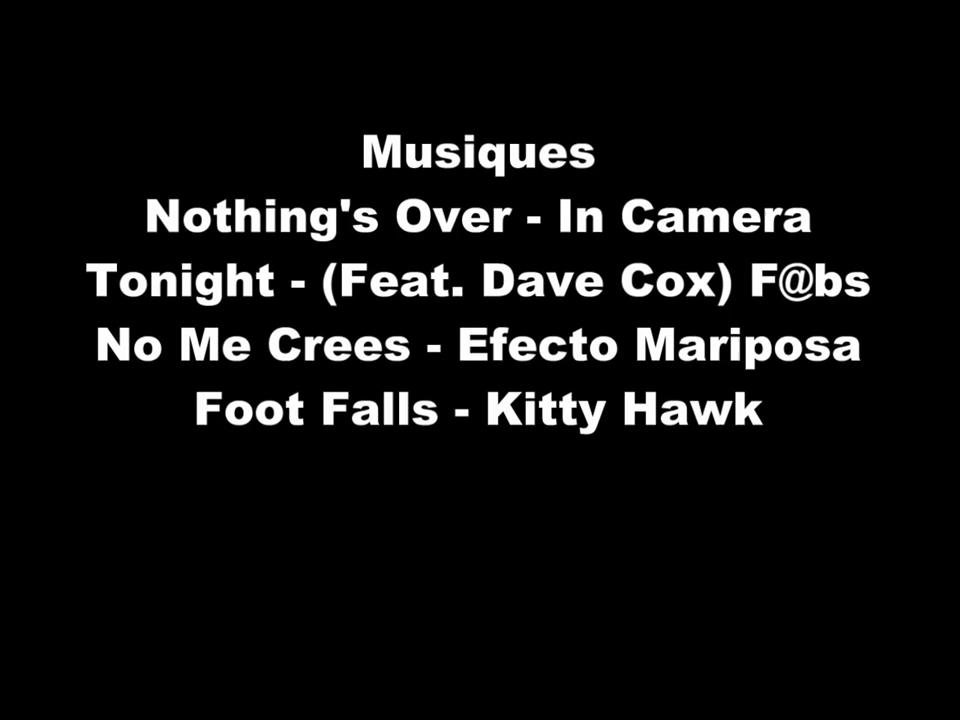 Musiques
Nothing's Over - In Camera
Tonight - (Feat. Dave Cox) F@bs
No Me Crees - Efecto Mariposa
Foot Falls - Kitty Hawk